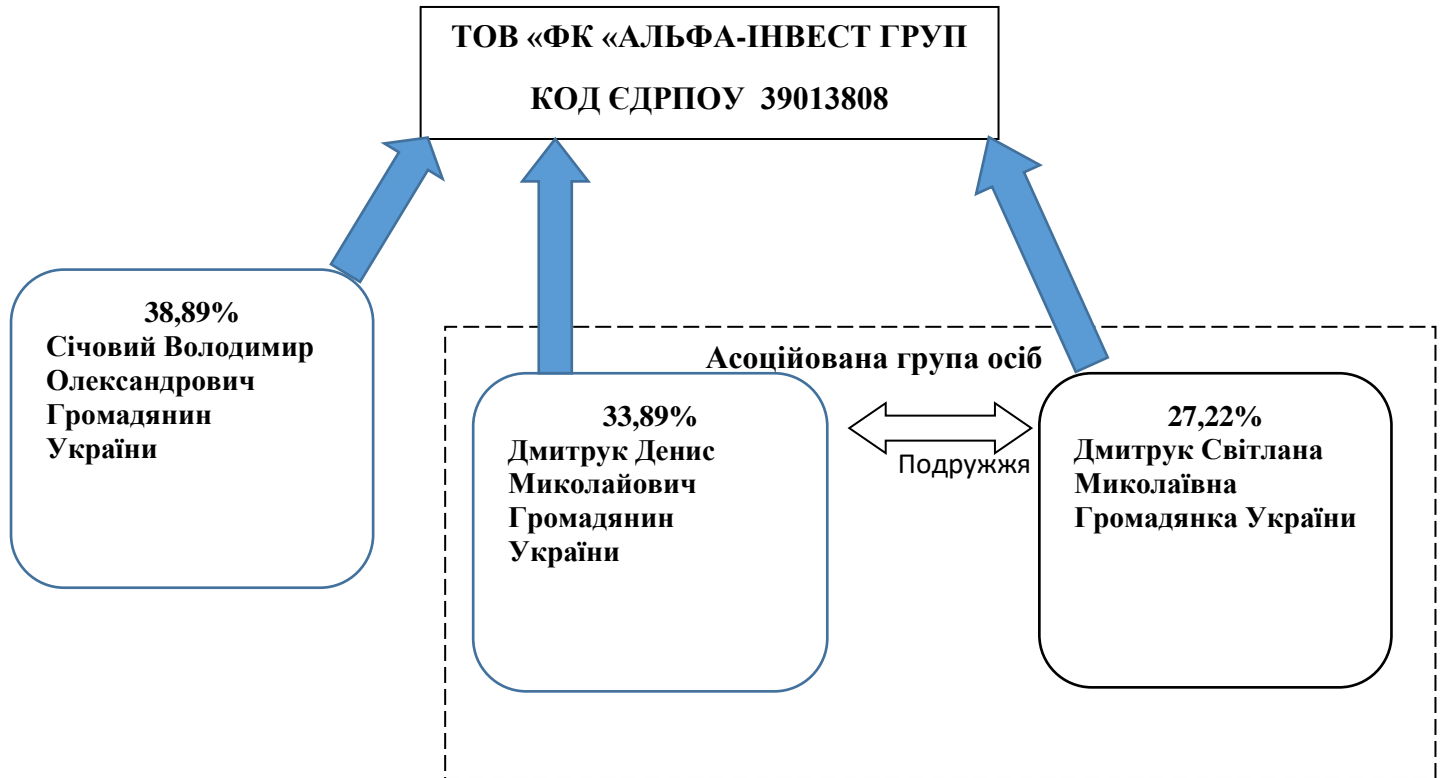 ТОВ «ФК «АЛЬФА-ІНВЕСТ ГРУП
КОД ЄДРПОУ 39013808
38,89%
Січовий Володимир
Олександрович
Громадянин
України
Асоційована група осіб
33,89%
Дмитрук Денис
Миколайович
Громадянин
України
Подружжя
27,22%
Дмитрук Світлана
Миколаївна
Громадянка України